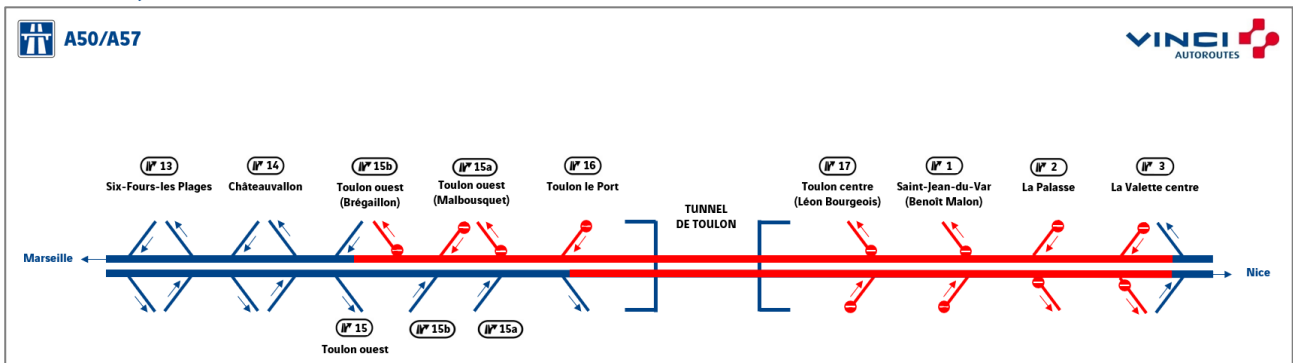 A50/A57
VINCI
AUTOROUTES
13
Six-Fours-les Plages
14
Châteauvallon
15b
Toulon ouest
(Brégaillon)
15a
Toulon ouest
(Malbousquet)
16
Toulon le Port
TUNNEL
DE TOULON
17
Toulon centre
(Léon Bourgeois)
1
Saint-Jean-du-Var
(Benoît Malon)
2
La Palasse
3
La Valette centre
Marseille
Nice
15
Toulon ouest
15b
15a